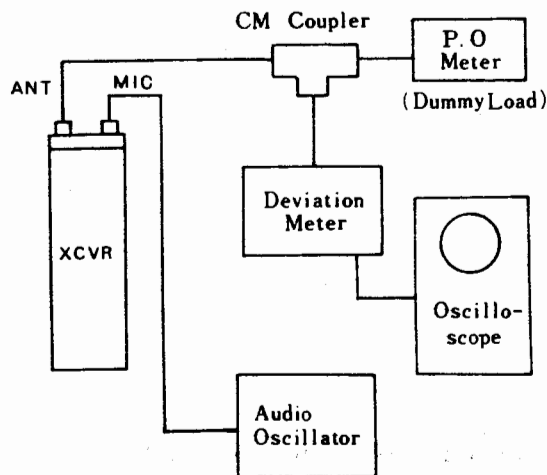 CM Coupler
P.O
Meter
(Dummy Load)
ANT
MIC
XCVR
Deviation
Meter
Oscillo-
scope
Audio
Oscillator